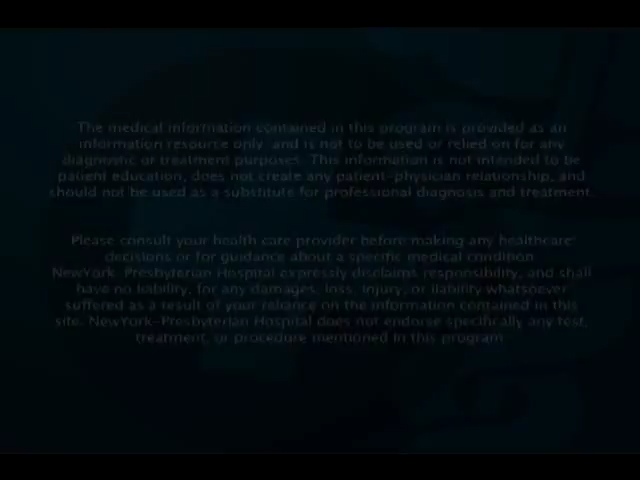 The medical information contained in this program is provided as an
information resource only, and is not to be used or relied on for any
diagnostic or treatment purposes. This information is not intended to be
patient education, does not create any patient-physician relationship, and
should not be used as a substitute for professional diagnosis and treatment.
Please consult your health care provider before making any healthcare
decisions or for guidance about a specific medical condition.
NewYork-Presbyterian Hospital expressly disclaims responsibility, and shall
have no liability, for any damages, loss, injury, or liability whatsoever
suffered as a result of your reliance on the information contained in this
site. NewYork-Presbyterian Hospital does not endorse specifically any test,
treatment, or procedure mentioned in this program